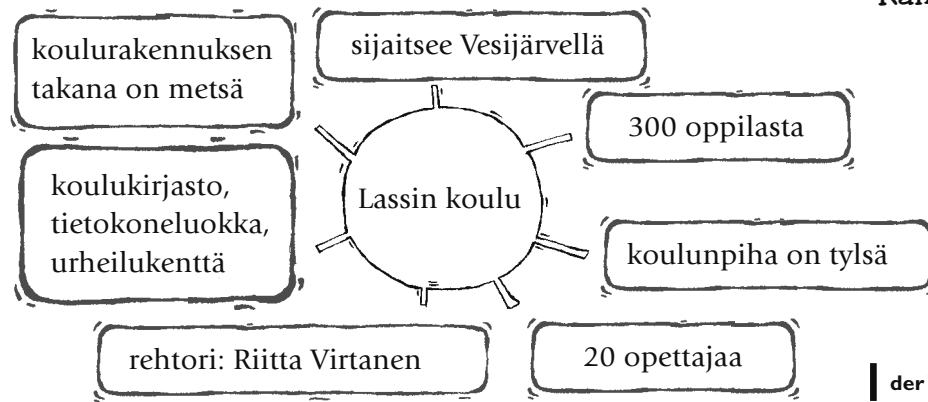 koulurakennuksen
takana on metsä
sijaitsee Vesijärvellä
300 oppilasta
koulukirjasto,
tietokoneluokka,
urheilukenttä
Lassin koulu
koulunpiha on tylsä
rehtori: Riitta Virtanen
20 opettajaa
der